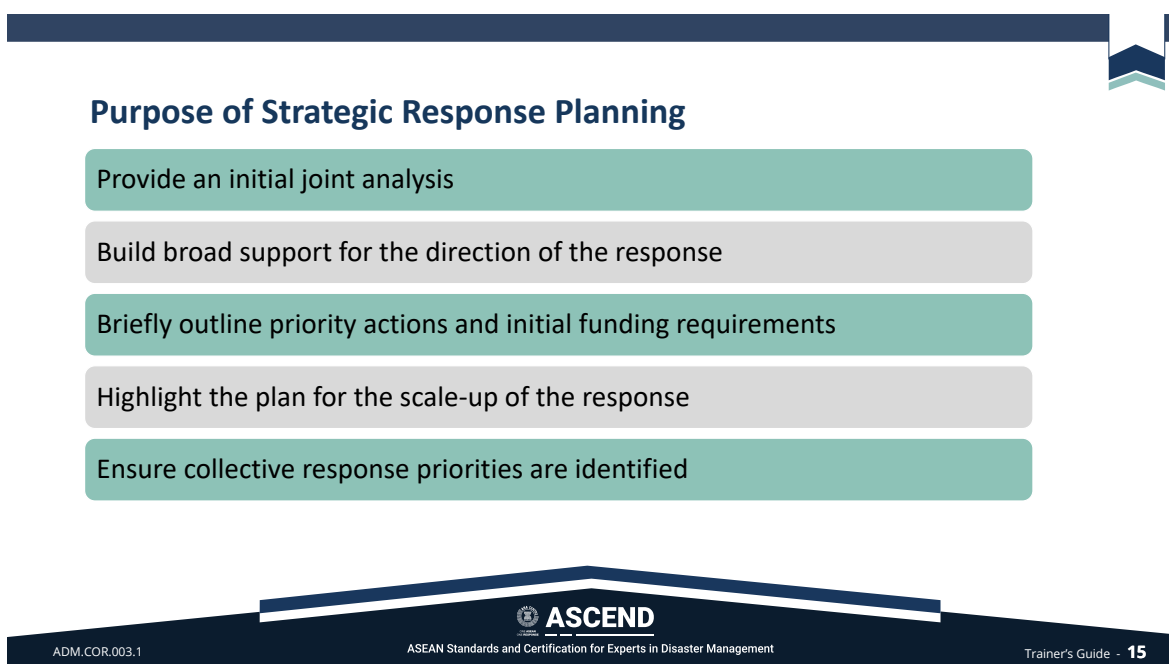 Purpose of Strategic Response Planning
Provide an initial joint analysis
Build broad support for the direction of the response
Briefly outline priority actions and initial funding requirements
Highlight the plan for the scale-up of the response
Ensure collective response priorities are identified
ASCEND
ASEAN Standards and Certification for Experts in Disaster Management
ADM.COR.003.1
Trainer's Guide - 15